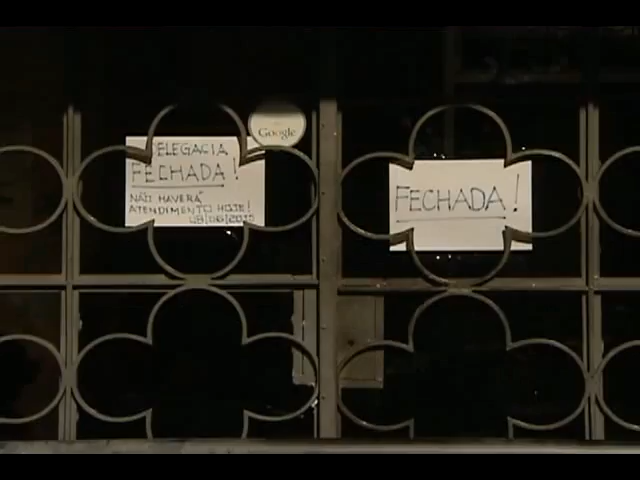 DELEGACIA
FECHADA!
NÃO HAVERÁ
ATENDIMENTO HOJE!
Google
FECHADA!